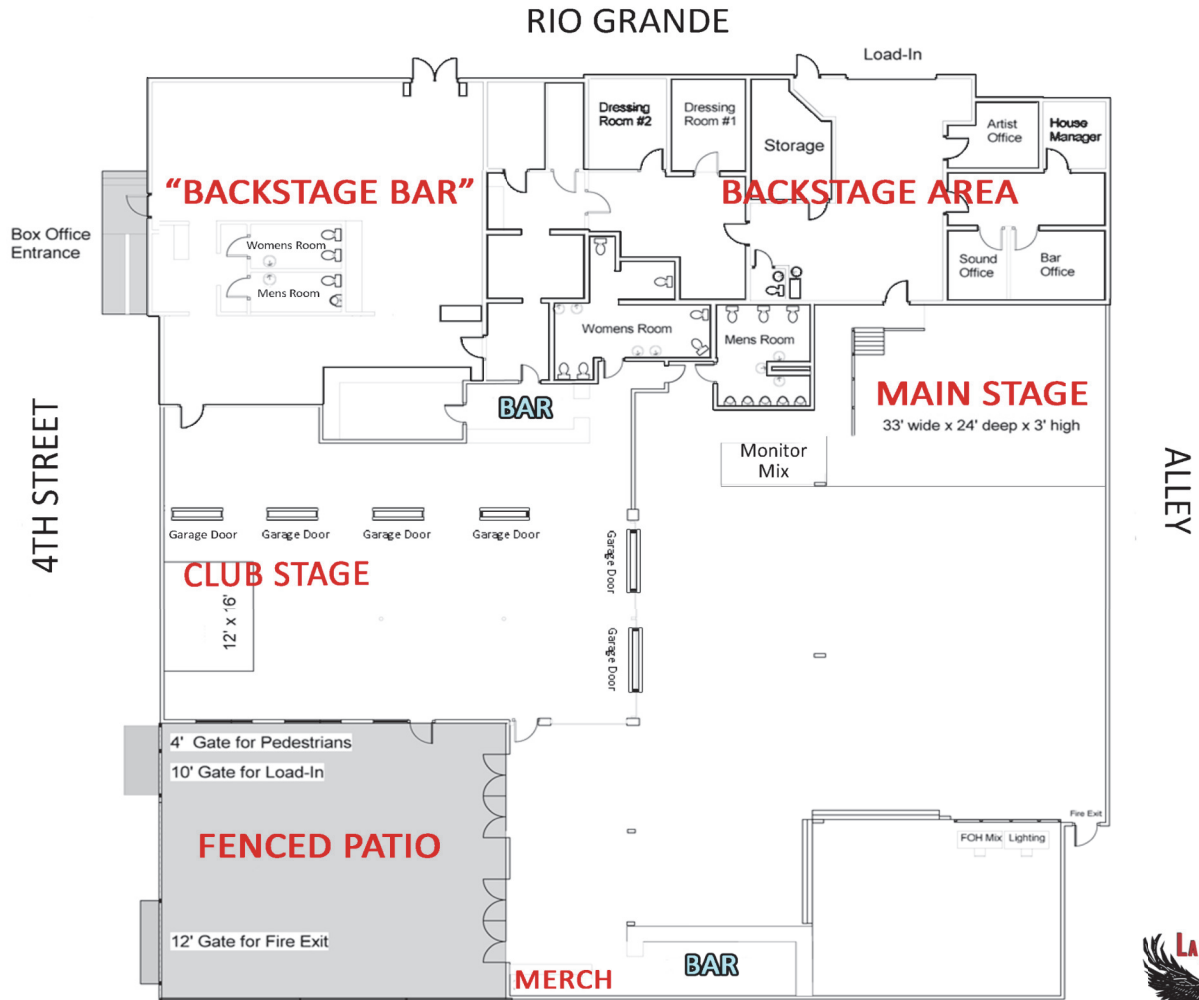 RIO GRANDE
Load-In
Dressing
Room #2
Dressing
Room #1
Storage
Artist
Office
House
Manager
"BACKSTAGE BAR"
BACKSTAGE AREA
Box Office
Entrance
Womens Room
Mens Room
Sound
Office
Bar
Office
Womens Room
Mens Room
MAIN STAGE
33' wide x 24' deep x 3' high
BAR
Monitor
Mix
4TH STREET
ALLEY
Garage Door
Garage Door
Garage Door
Garage Door
Garage Door
CLUB STAGE
12' x 16'
Garage Door
4' Gate for Pedestrians
10' Gate for Load-In
FENCED PATIO
Fire Exit
FOH Mix
Lighting
12' Gate for Fire Exit
MERCH
BAR
LA